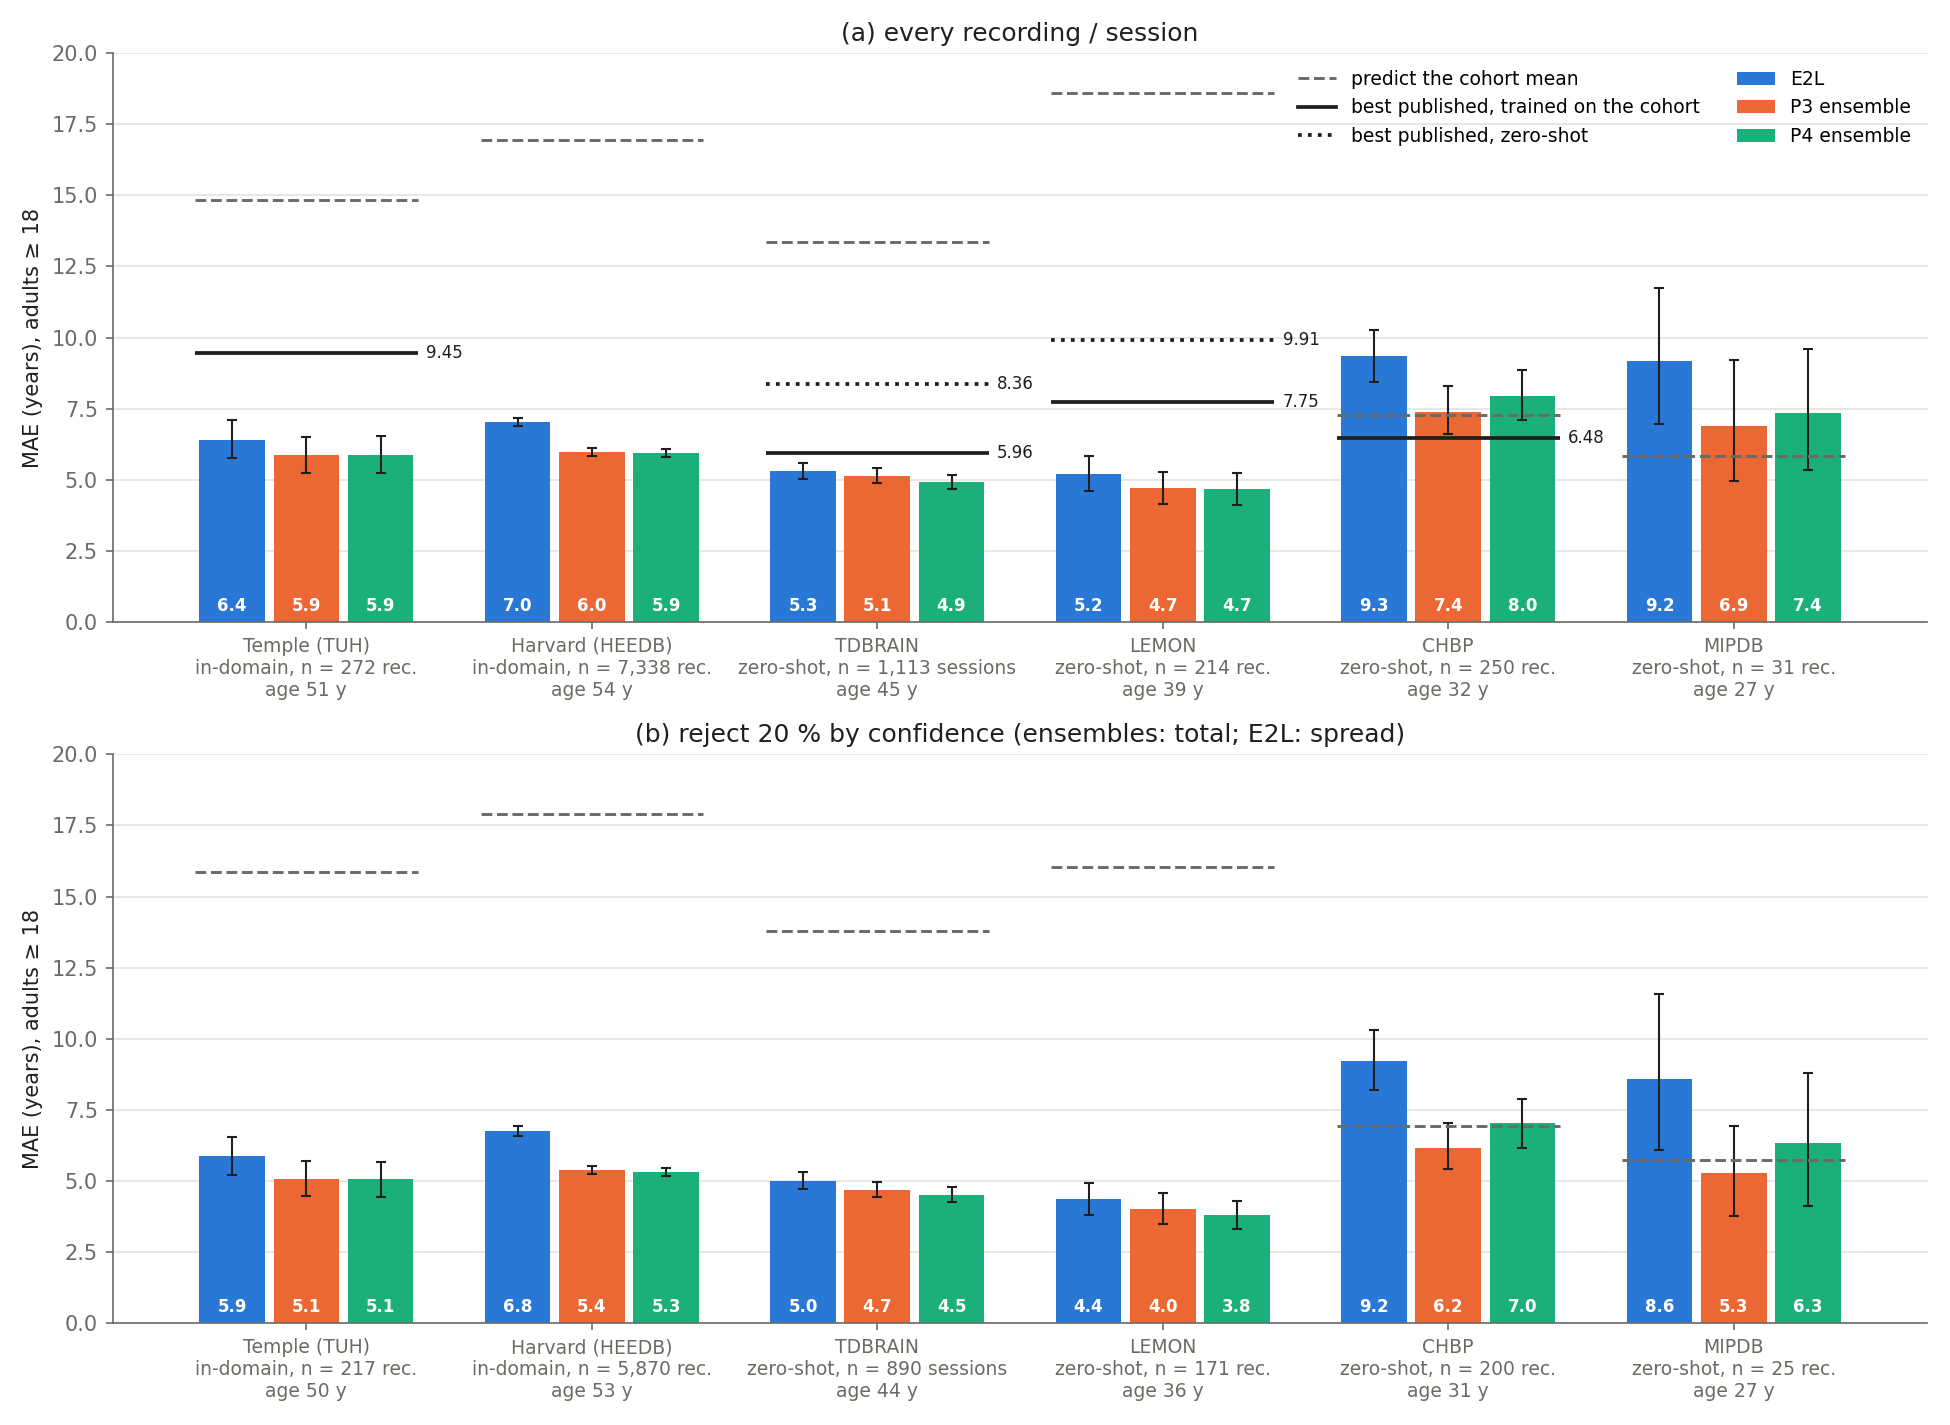 (a) every recording / session
MAE (years), adults ≥ 18
20.0
17.5
15.0
12.5
10.0
7.5
5.0
2.5
0.0
predict the cohort mean
best published, trained on the cohort
best published, zero-shot
E2L
P3 ensemble
P4 ensemble
9.45
8.36
5.96
9.91
7.75
6.48
6.4 5.9 5.9
7.0 6.0 5.9
5.3 5.1 4.9
5.2 4.7 4.7
9.3 7.4 8.0
9.2 6.9 7.4
Temple (TUH)
in-domain, n = 272 rec.
age 51 y
Harvard (HEEDB)
in-domain, n = 7,338 rec.
age 54 y
TDBRAIN
zero-shot, n = 1,113 sessions
age 45 y
LEMON
zero-shot, n = 214 rec.
age 39 y
CHBP
zero-shot, n = 250 rec.
age 32 y
MIPDB
zero-shot, n = 31 rec.
age 27 y
(b) reject 20 % by confidence (ensembles: total; E2L: spread)
MAE (years), adults ≥ 18
20.0
17.5
15.0
12.5
10.0
7.5
5.0
2.5
0.0
5.9 5.1 5.1
6.8 5.4 5.3
5.0 4.7 4.5
4.4 4.0 3.8
9.2 6.2 7.0
8.6 5.3 6.3
Temple (TUH)
in-domain, n = 217 rec.
age 50 y
Harvard (HEEDB)
in-domain, n = 5,870 rec.
age 53 y
TDBRAIN
zero-shot, n = 890 sessions
age 44 y
LEMON
zero-shot, n = 171 rec.
age 36 y
CHBP
zero-shot, n = 200 rec.
age 31 y
MIPDB
zero-shot, n = 25 rec.
age 27 y